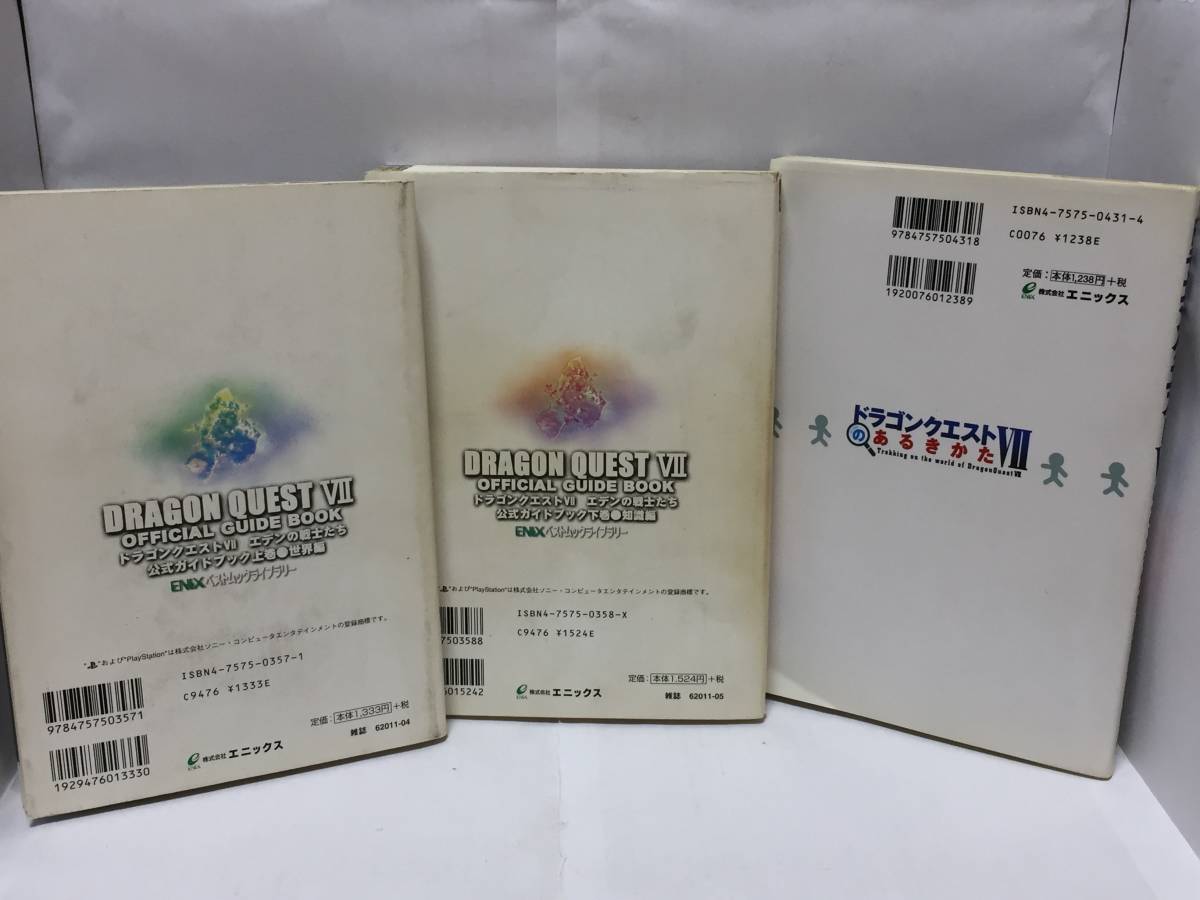 DRAGON QUEST VII
OFFICIAL GUIDE BOOK
ドラゴンクエストVII エデンの戦士たち
公式ガイドブック上巻●世界編
ENIXベストムックライブラリー
"PS"および"PlayStation"は株式会社ソニー・コンピュータエンタテインメントの登録商標です。
ISBN4-7575-0357-1
C9476 ¥1333E
9784757503571
1929476013330
定価：本体1,333円+税
雑誌 62011-04
ENIX 株式会社エニックス
DRAGON QUEST VII
OFFICIAL GUIDE BOOK
ドラゴンクエストVII エデンの戦士たち
公式ガイドブック下巻●知識編
ENIXベストムックライブラリー
および"PlayStation"は株式会社ソニー・コンピュータエンタテインメントの登録商標です。
ISBN4-7575-0358-X
C9476 ¥1524E
7503588
6015242
定価：本体1,524円+税
ENIX 株式会社エニックス
雑誌 62011-05
ISBN4-7575-0431-4
C0076 ¥1238E
9784757504318
1920076012389
定価：本体1,238円+税
ENIX 株式会社エニックス
ドラゴンクエストVII
のあるきかた
Trekking on the world of DragonQuest VII